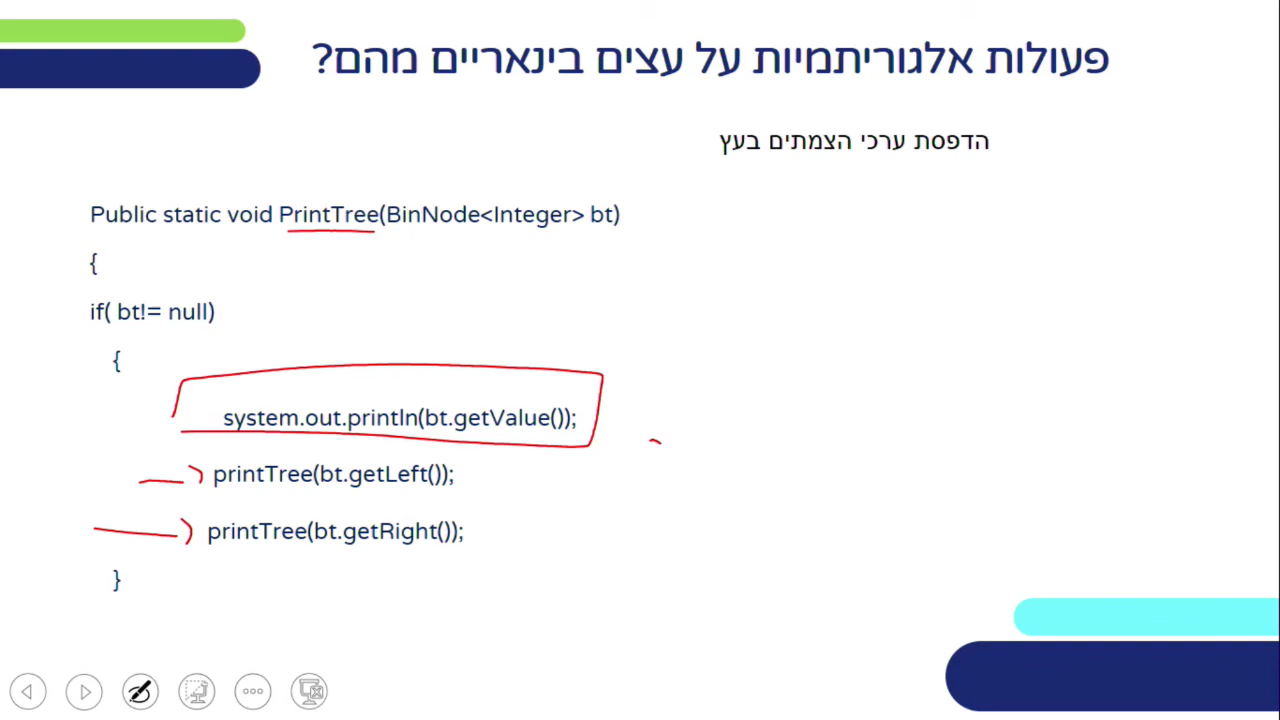 פעולות אלגוריתמיות על עצים בינאריים מהם?
הדפסת ערכי הצמתים בעץ
Public static void PrintTree(BinNode<Integer> bt)
{
if( bt!= null)
{
system.out.println(bt.getValue());
printTree(bt.getLeft());
printTree(bt.getRight());
}